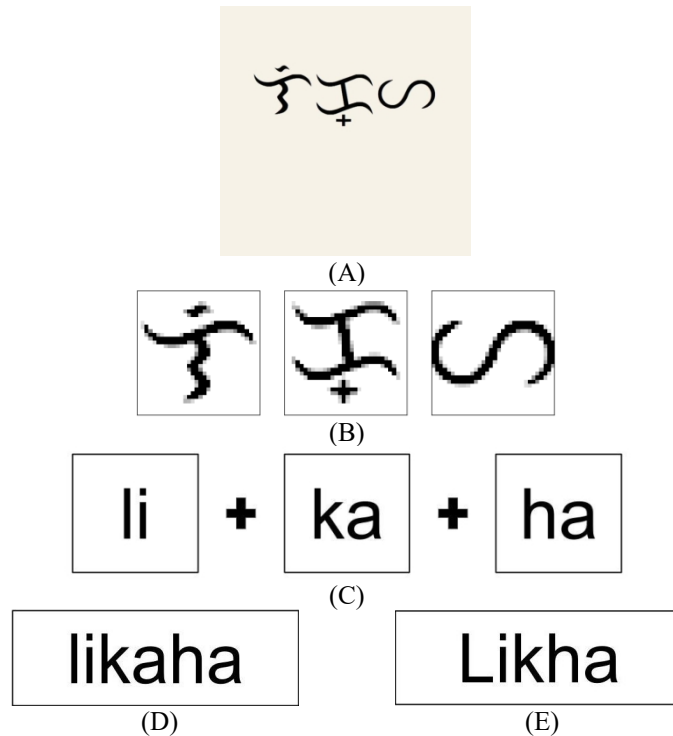 ᜎᜒᜃ᜔ᜑ
(A)
ᜎᜒ ᜃ᜔ ᜑ
(B)
li + ka + ha
(C)
likaha Likha
(D) (E)